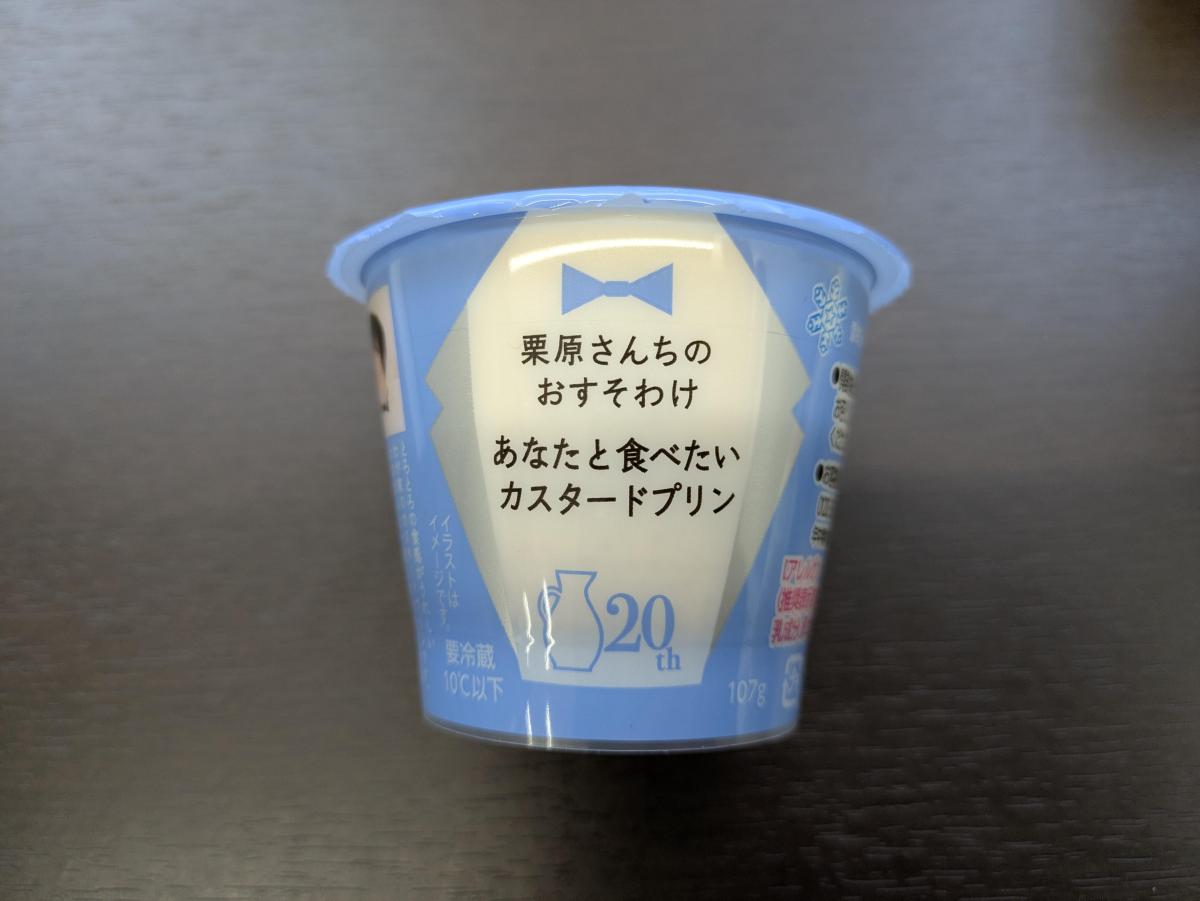 栗原さんちの
おすそわけ
あなたと食べたい
カスタードプリン
20th
イラストは
イメージです。
要冷蔵
10℃以下
107g